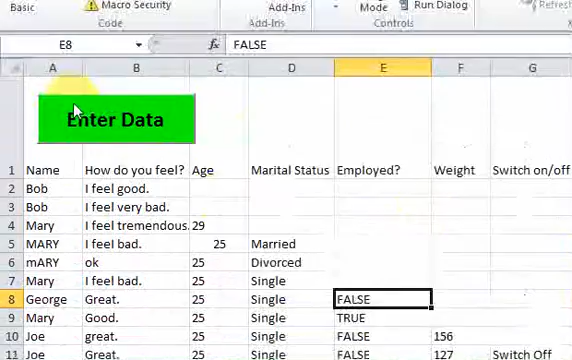 Basic Macro Security Add-Ins Mode Run Dialog Refresh
Add-Ins Controls
E8 fx FALSE
A B C D E F G
Enter Data
1 Name How do you feel? Age Marital Status Employed? Weight Switch on/off
2 Bob I feel good.
3 Bob I feel very bad.
4 Mary I feel tremendous. 29
5 MARY I feel bad. 25 Married
6 mARY ok 25 Divorced
7 Mary I feel bad. 25 Single
8 George Great. 25 Single FALSE
9 Mary Good. 25 Single TRUE
10 Joe great. 25 Single FALSE 156
11 Joe Great. 25 Single FALSE 127 Switch Off